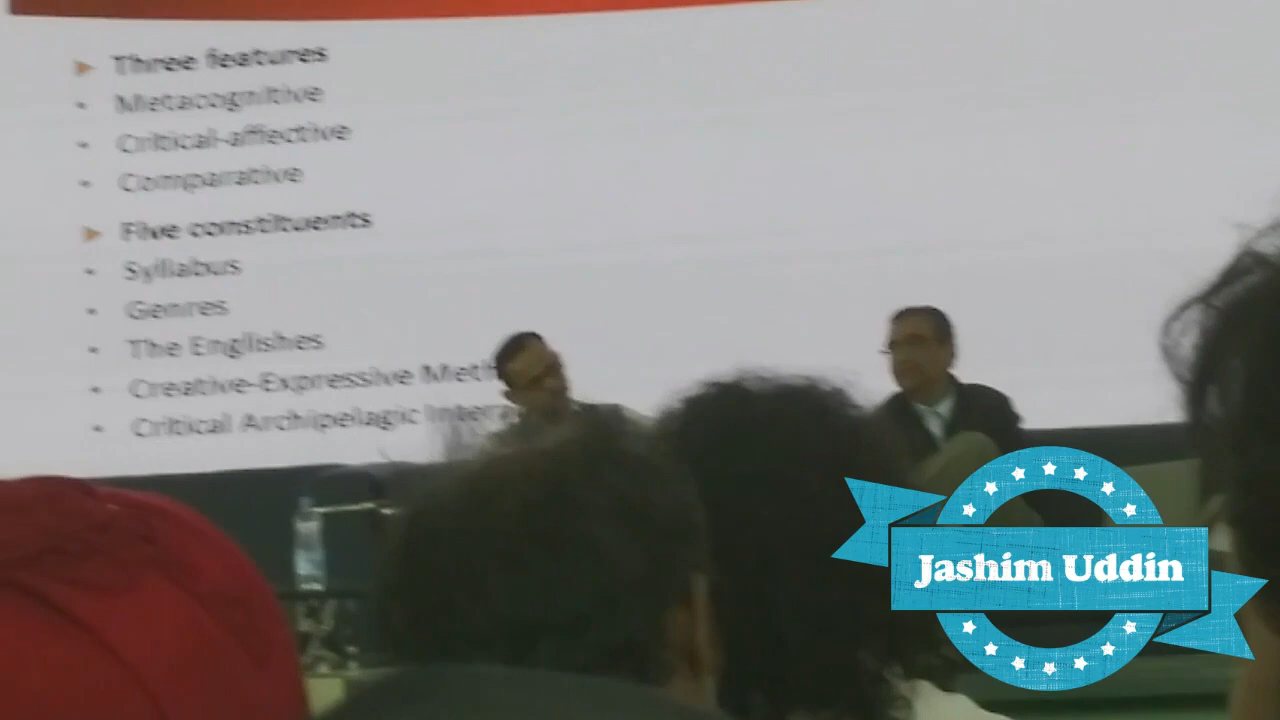 Three features
Metacognitive
Critical-affective
Comparative
Five constituents
Syllabus
Genres
The Englishes
Creative-Expressive
Critical Archipelagic
Jashim Uddin